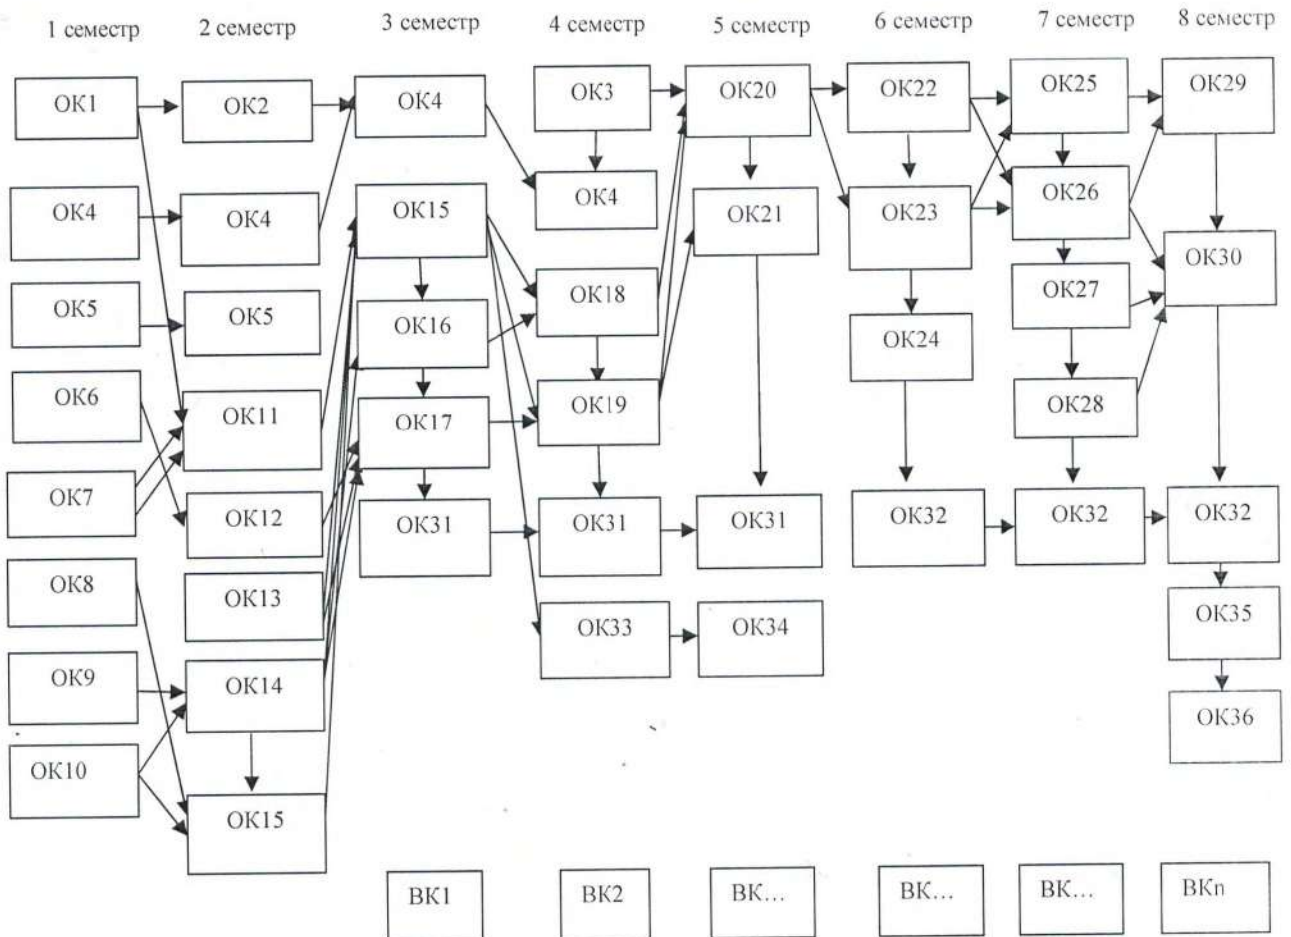 1 семестр 2 семестр 3 семестр 4 семестр 5 семестр 6 семестр 7 семестр 8 семестр
ОК1 ОК2 ОК4 ОК3 ОК20 ОК22 ОК25 ОК29
ОК4 ОК4 ОК15 ОК4 ОК21 ОК23 ОК26 ОК30
ОК5 ОК5 ОК16 ОК18 ОК24 ОК27
ОК6 ОК11 ОК17 ОК19 ОК28
ОК7 ОК12 ОК31 ОК31 ОК31 ОК32 ОК32 ОК32
ОК8 ОК13 ОК33 ОК34 ОК35
ОК9 ОК14 ОК36
ОК10 ОК15
ВК1 ВК2 ВК... ВК... ВК... ВКn